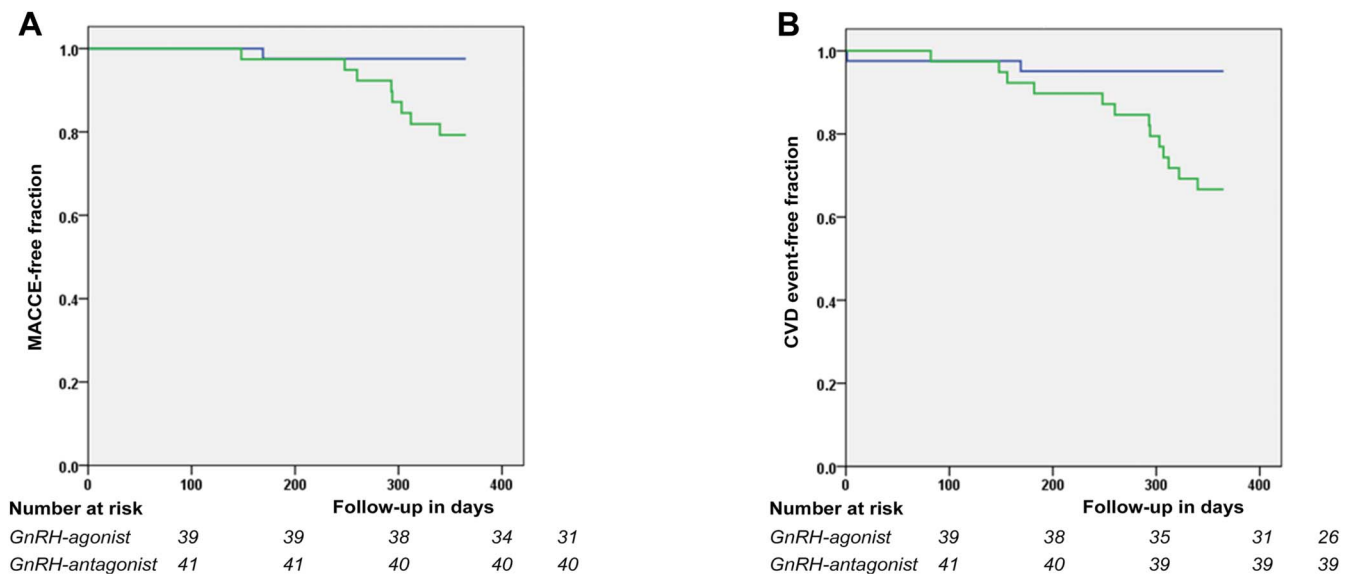 A
MACCE-free fraction
1.0
0.8
0.6
0.4
0.2
0.0
0 100 200 300 400
Number at risk Follow-up in days
GnRH-agonist 39 39 38 34 31
GnRH-antagonist 41 41 40 40 40
B
CVD event-free fraction
1.0
0.8
0.6
0.4
0.2
0.0
0 100 200 300 400
Number at risk Follow-up in days
GnRH-agonist 39 38 35 31 26
GnRH-antagonist 41 40 39 39 39